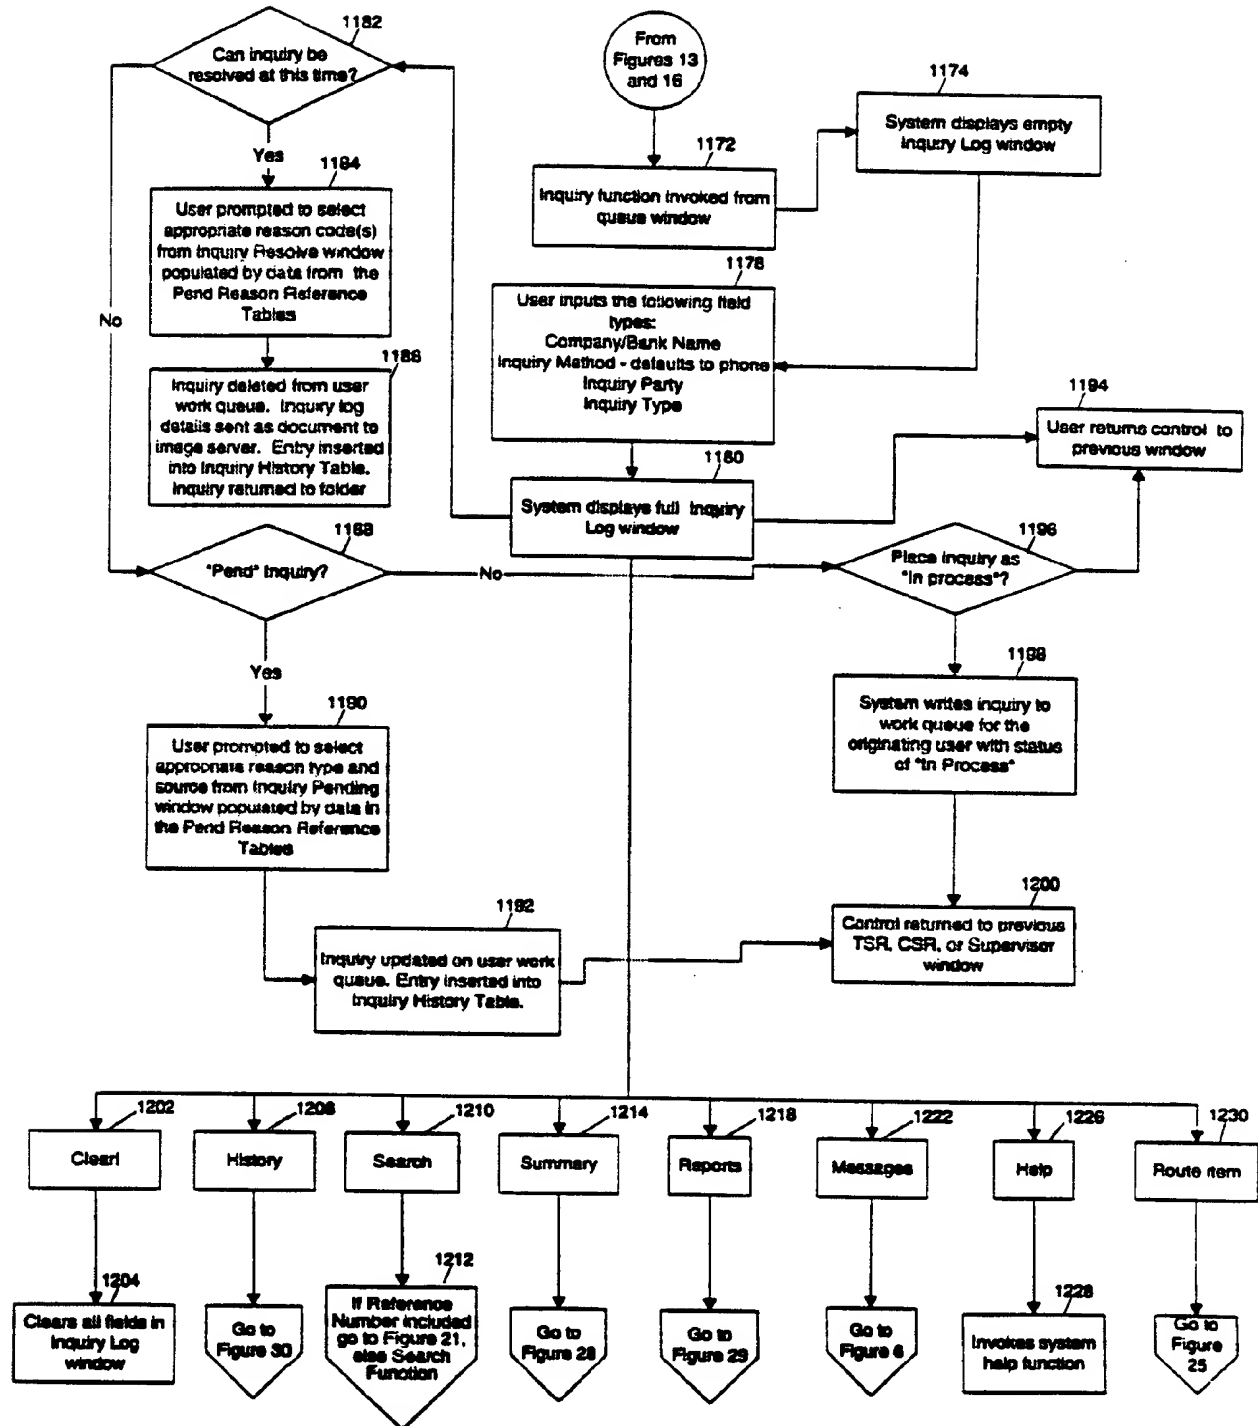 1182
Can inquiry be
resolved at this time?
From
Figures 13
and 16
1174
System displays empty
Inquiry Log window
Yes
1184
User prompted to select
appropriate reason code(s)
from Inquiry Resolve window
populated by data from the
Pend Reason Reference
Tables
1172
Inquiry function invoked from
queue window
1178
User inputs the following field
types:
Company/Bank Name
Inquiry Method - defaults to phone
Inquiry Party
Inquiry Type
No
1186
Inquiry deleted from user
work queue. Inquiry log
details sent as document to
image server. Entry inserted
into Inquiry History Table.
Inquiry returned to folder
1194
User returns control to
previous window
1180
System displays full Inquiry
Log window
1188
"Pend" Inquiry?
No
1196
Place inquiry as
"In process"?
Yes
1190
User prompted to select
appropriate reason type and
source from Inquiry Pending
window populated by data in
the Pend Reason Reference
Tables
1198
System writes inquiry to
work queue for the
originating user with status
of "In Process"
1192
Inquiry updated on user work
queue. Entry inserted into
Inquiry History Table.
1200
Control returned to previous
TSR, CSR, or Supervisor
window
1202
Clear!
1208
History
1210
Search
1214
Summary
1218
Reports
1222
Messages
1226
Help
1230
Route item
1204
Clears all fields in
Inquiry Log
window
Go to
Figure 30
1212
If Reference
Number included
go to Figure 21,
else Search
Function
Go to
Figure 28
Go to
Figure 29
Go to
Figure 6
1228
Invokes system
help function
Go to
Figure
25